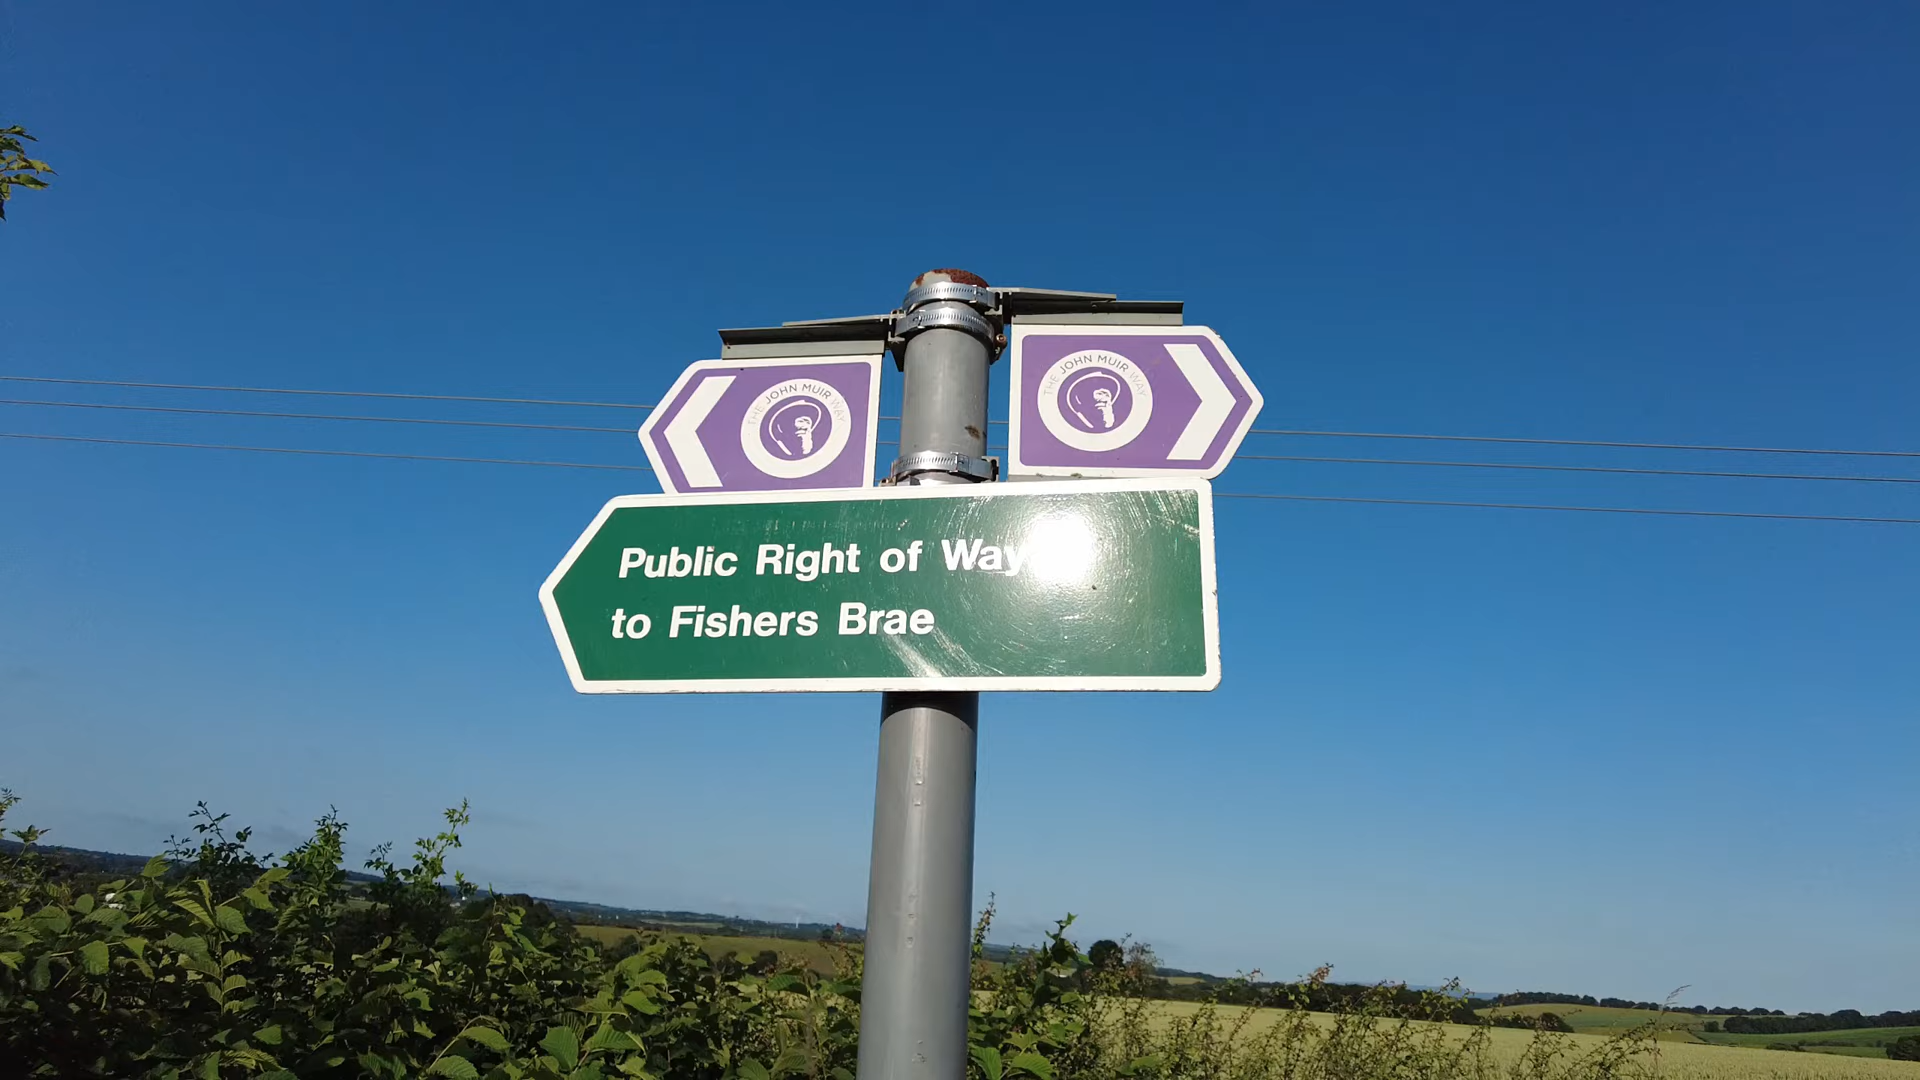 THE JOHN MUIR WAY
THE JOHN MUIR WAY
Public Right of Way
to Fishers Brae